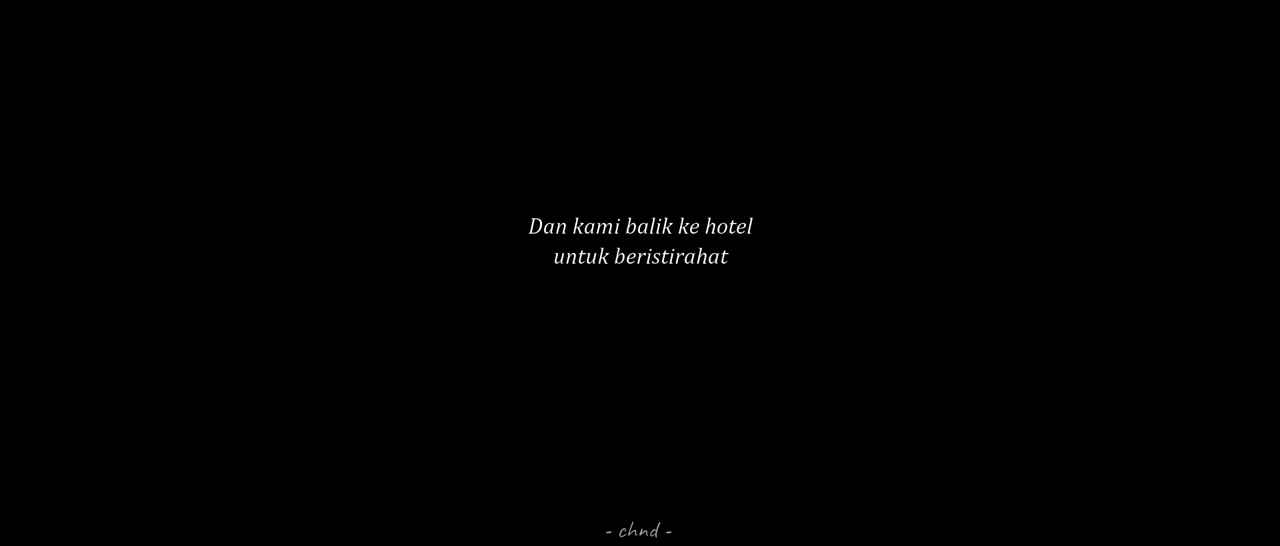 Dan kami balik ke hotel
untuk beristirahat
- chnd -